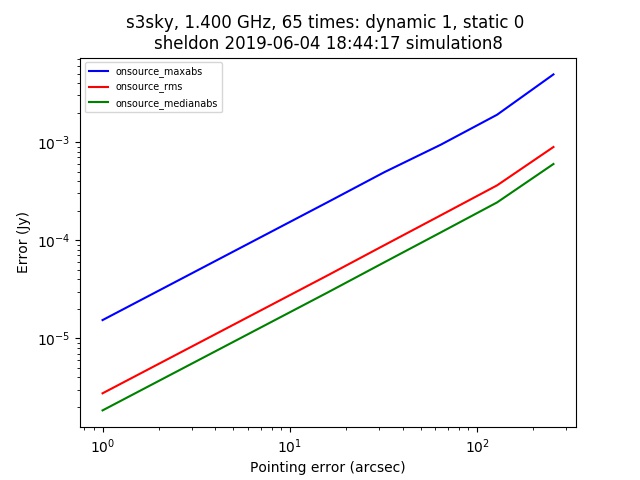 s3sky, 1.400 GHz, 65 times: dynamic 1, static 0
sheldon 2019-06-04 18:44:17 simulation8
onsource_maxabs
onsource_rms
onsource_medianabs
Error (Jy)
10⁻³
10⁻⁴
10⁻⁵
10⁰ 10¹ 10²
Pointing error (arcsec)